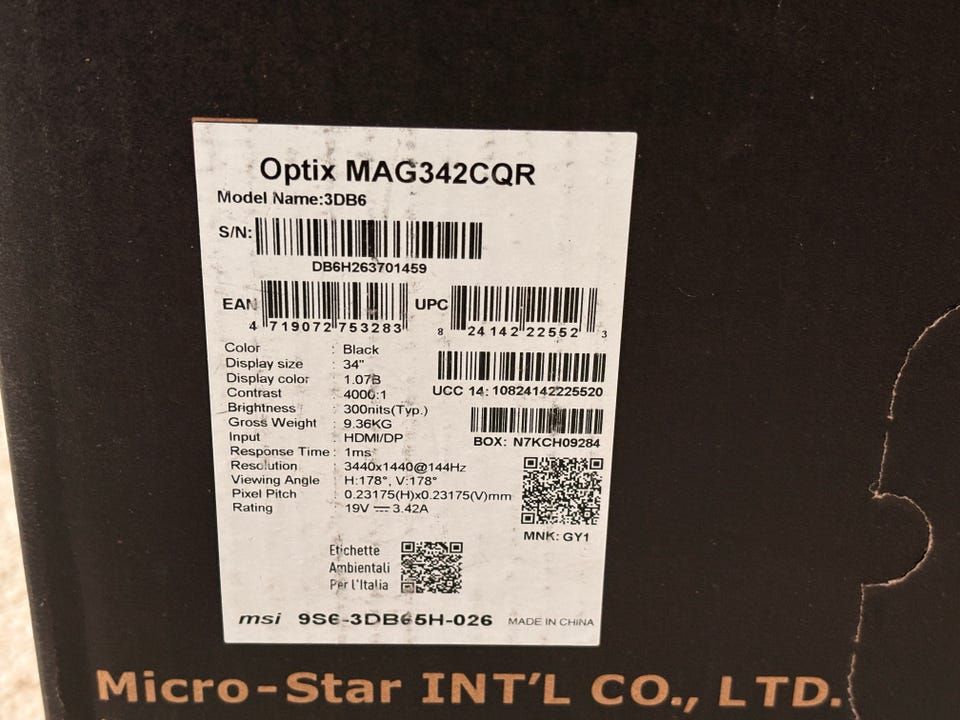 Optix MAG342CQR
Model Name:3DB6
S/N:
DB6H263701459
EAN
4 719072 753283
UPC
8 24142 22552 3
Color : Black
Display size : 34"
Display color : 1.07B
Contrast : 4000:1
Brightness : 300nits(Typ.)
Gross Weight : 9.36KG
Input : HDMI/DP
Response Time : 1ms
Resolution : 3440x1440@144Hz
Viewing Angle : H:178°, V:178°
Pixel Pitch : 0.23175(H)x0.23175(V)mm
Rating : 19V ⎓ 3.42A
UCC 14: 10824142225520
BOX: N7KCH09284
MNK: GY1
Etichette
Ambientali
Per l'Italia
msi 9S6-3DB65H-026 MADE IN CHINA
Micro-Star INT'L CO., LTD.